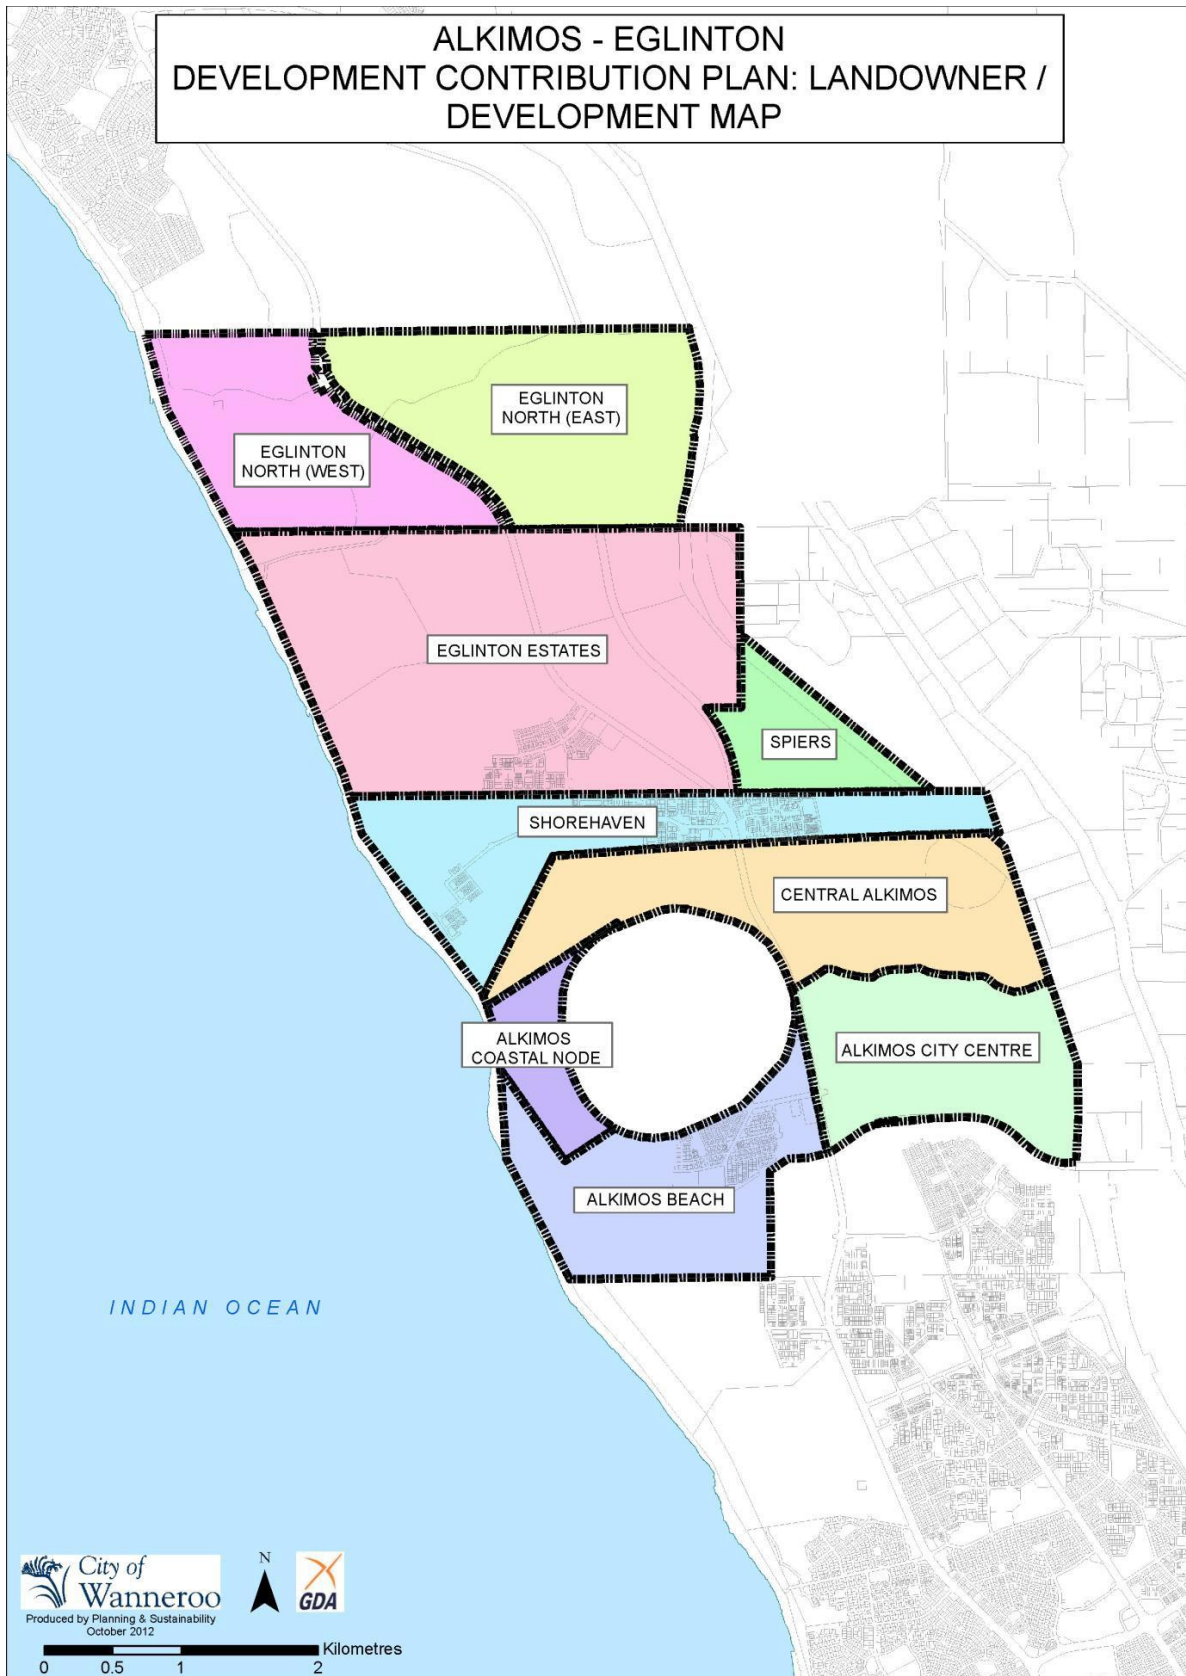 ALKIMOS - EGLINTON
DEVELOPMENT CONTRIBUTION PLAN: LANDOWNER /
DEVELOPMENT MAP
EGLINTON
NORTH (EAST)
EGLINTON
NORTH (WEST)
EGLINTON ESTATES
SPIERS
SHOREHAVEN
CENTRAL ALKIMOS
ALKIMOS
COASTAL NODE
ALKIMOS CITY CENTRE
ALKIMOS BEACH
INDIAN OCEAN
City of
Wanneroo
Produced by Planning & Sustainability
October 2012
N
GDA
Kilometres
0 0.5 1 2